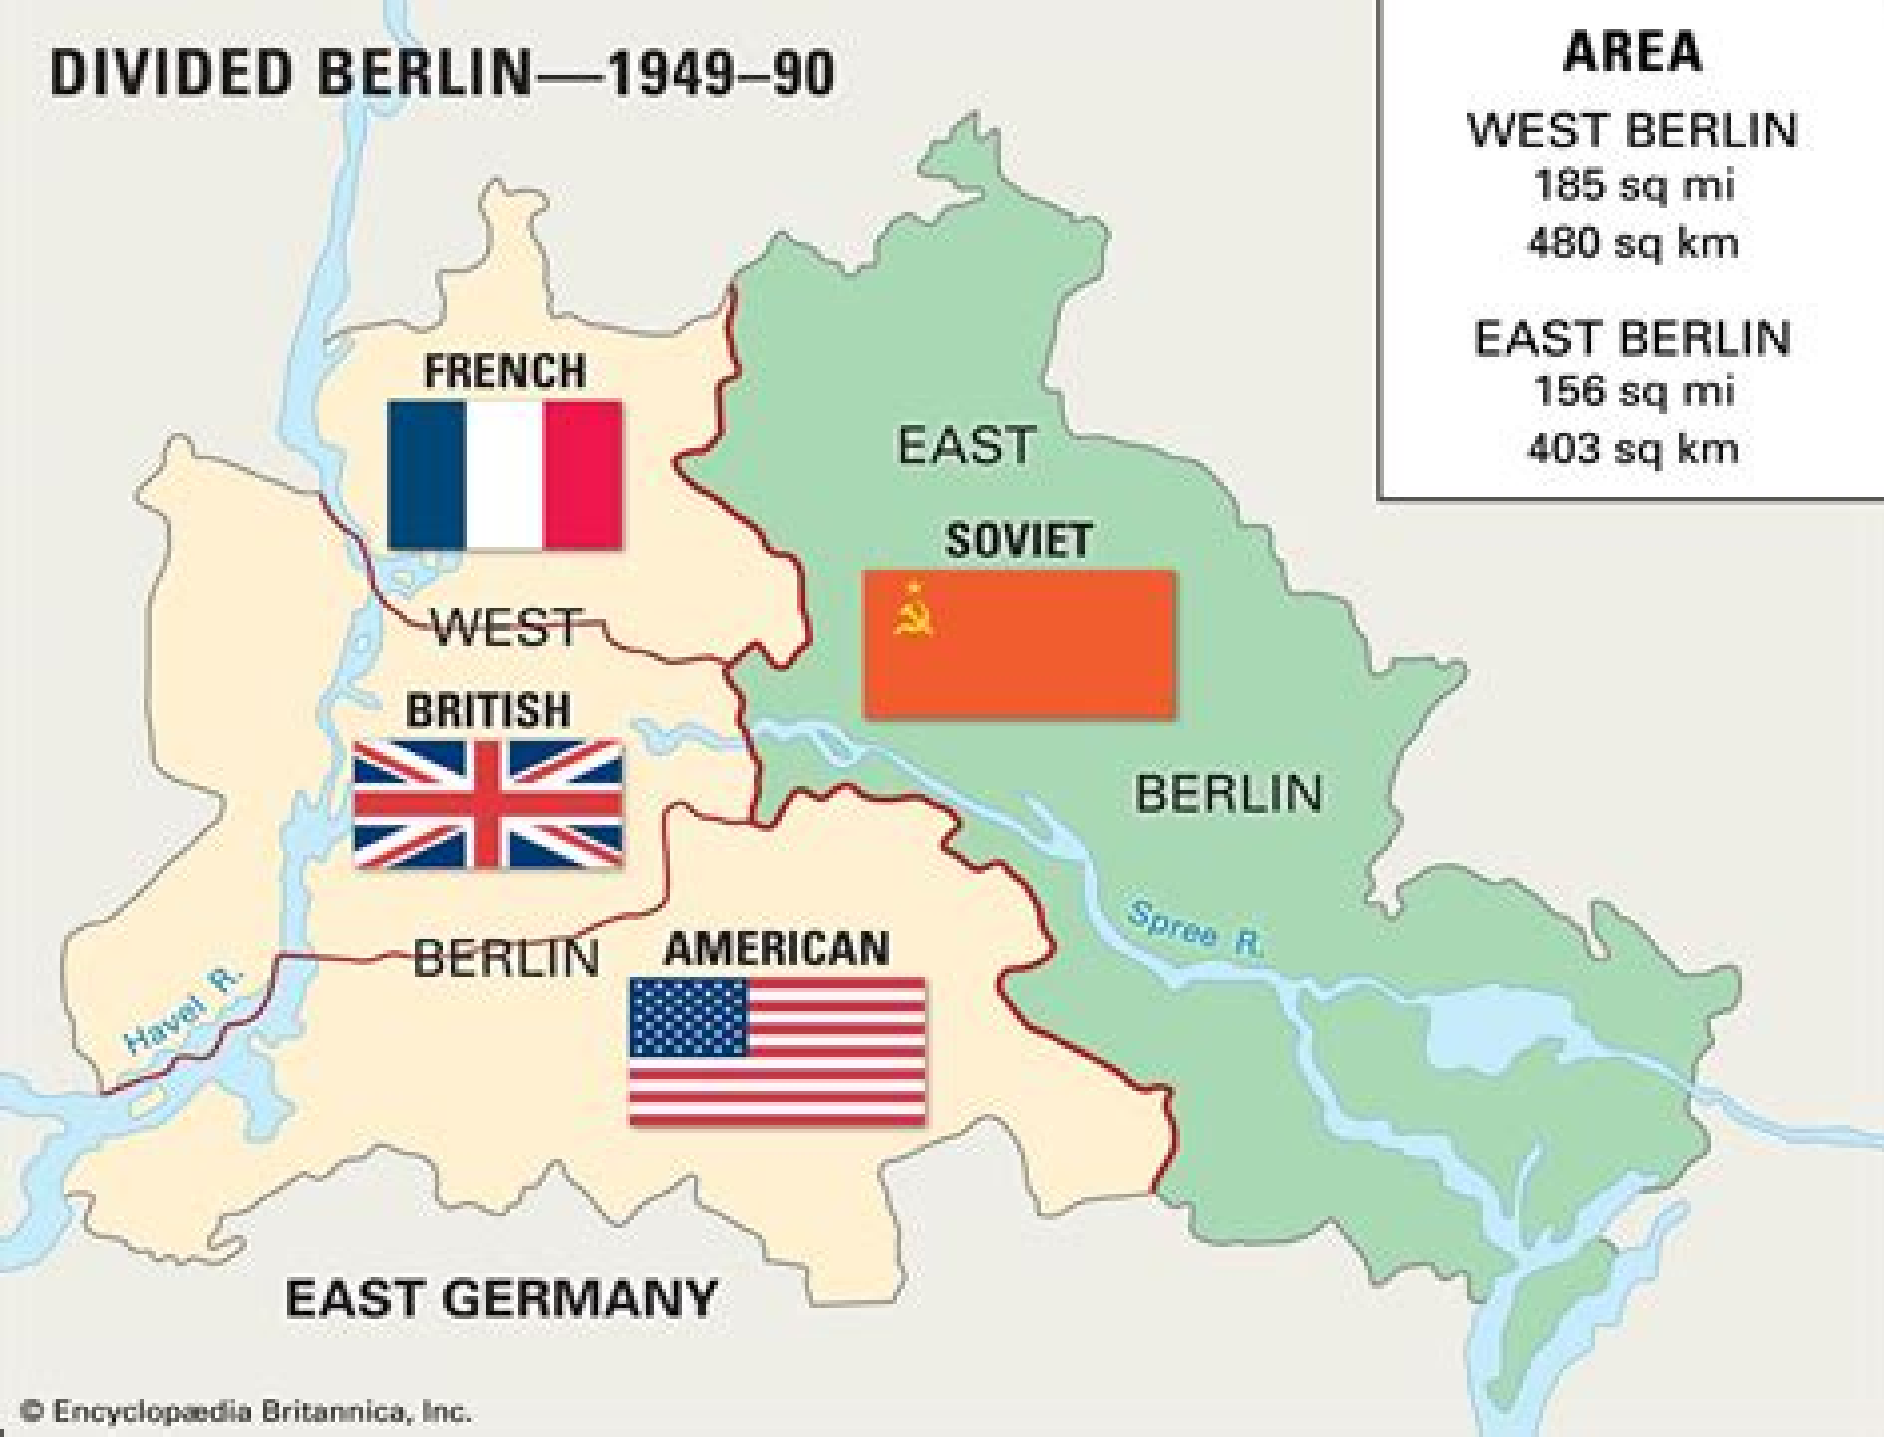 DIVIDED BERLIN—1949–90
AREA
WEST BERLIN
185 sq mi
480 sq km
EAST BERLIN
156 sq mi
403 sq km
FRENCH
EAST
SOVIET
WEST
BRITISH
BERLIN
Spree R.
BERLIN
AMERICAN
Havel R.
EAST GERMANY
© Encyclopædia Britannica, Inc.